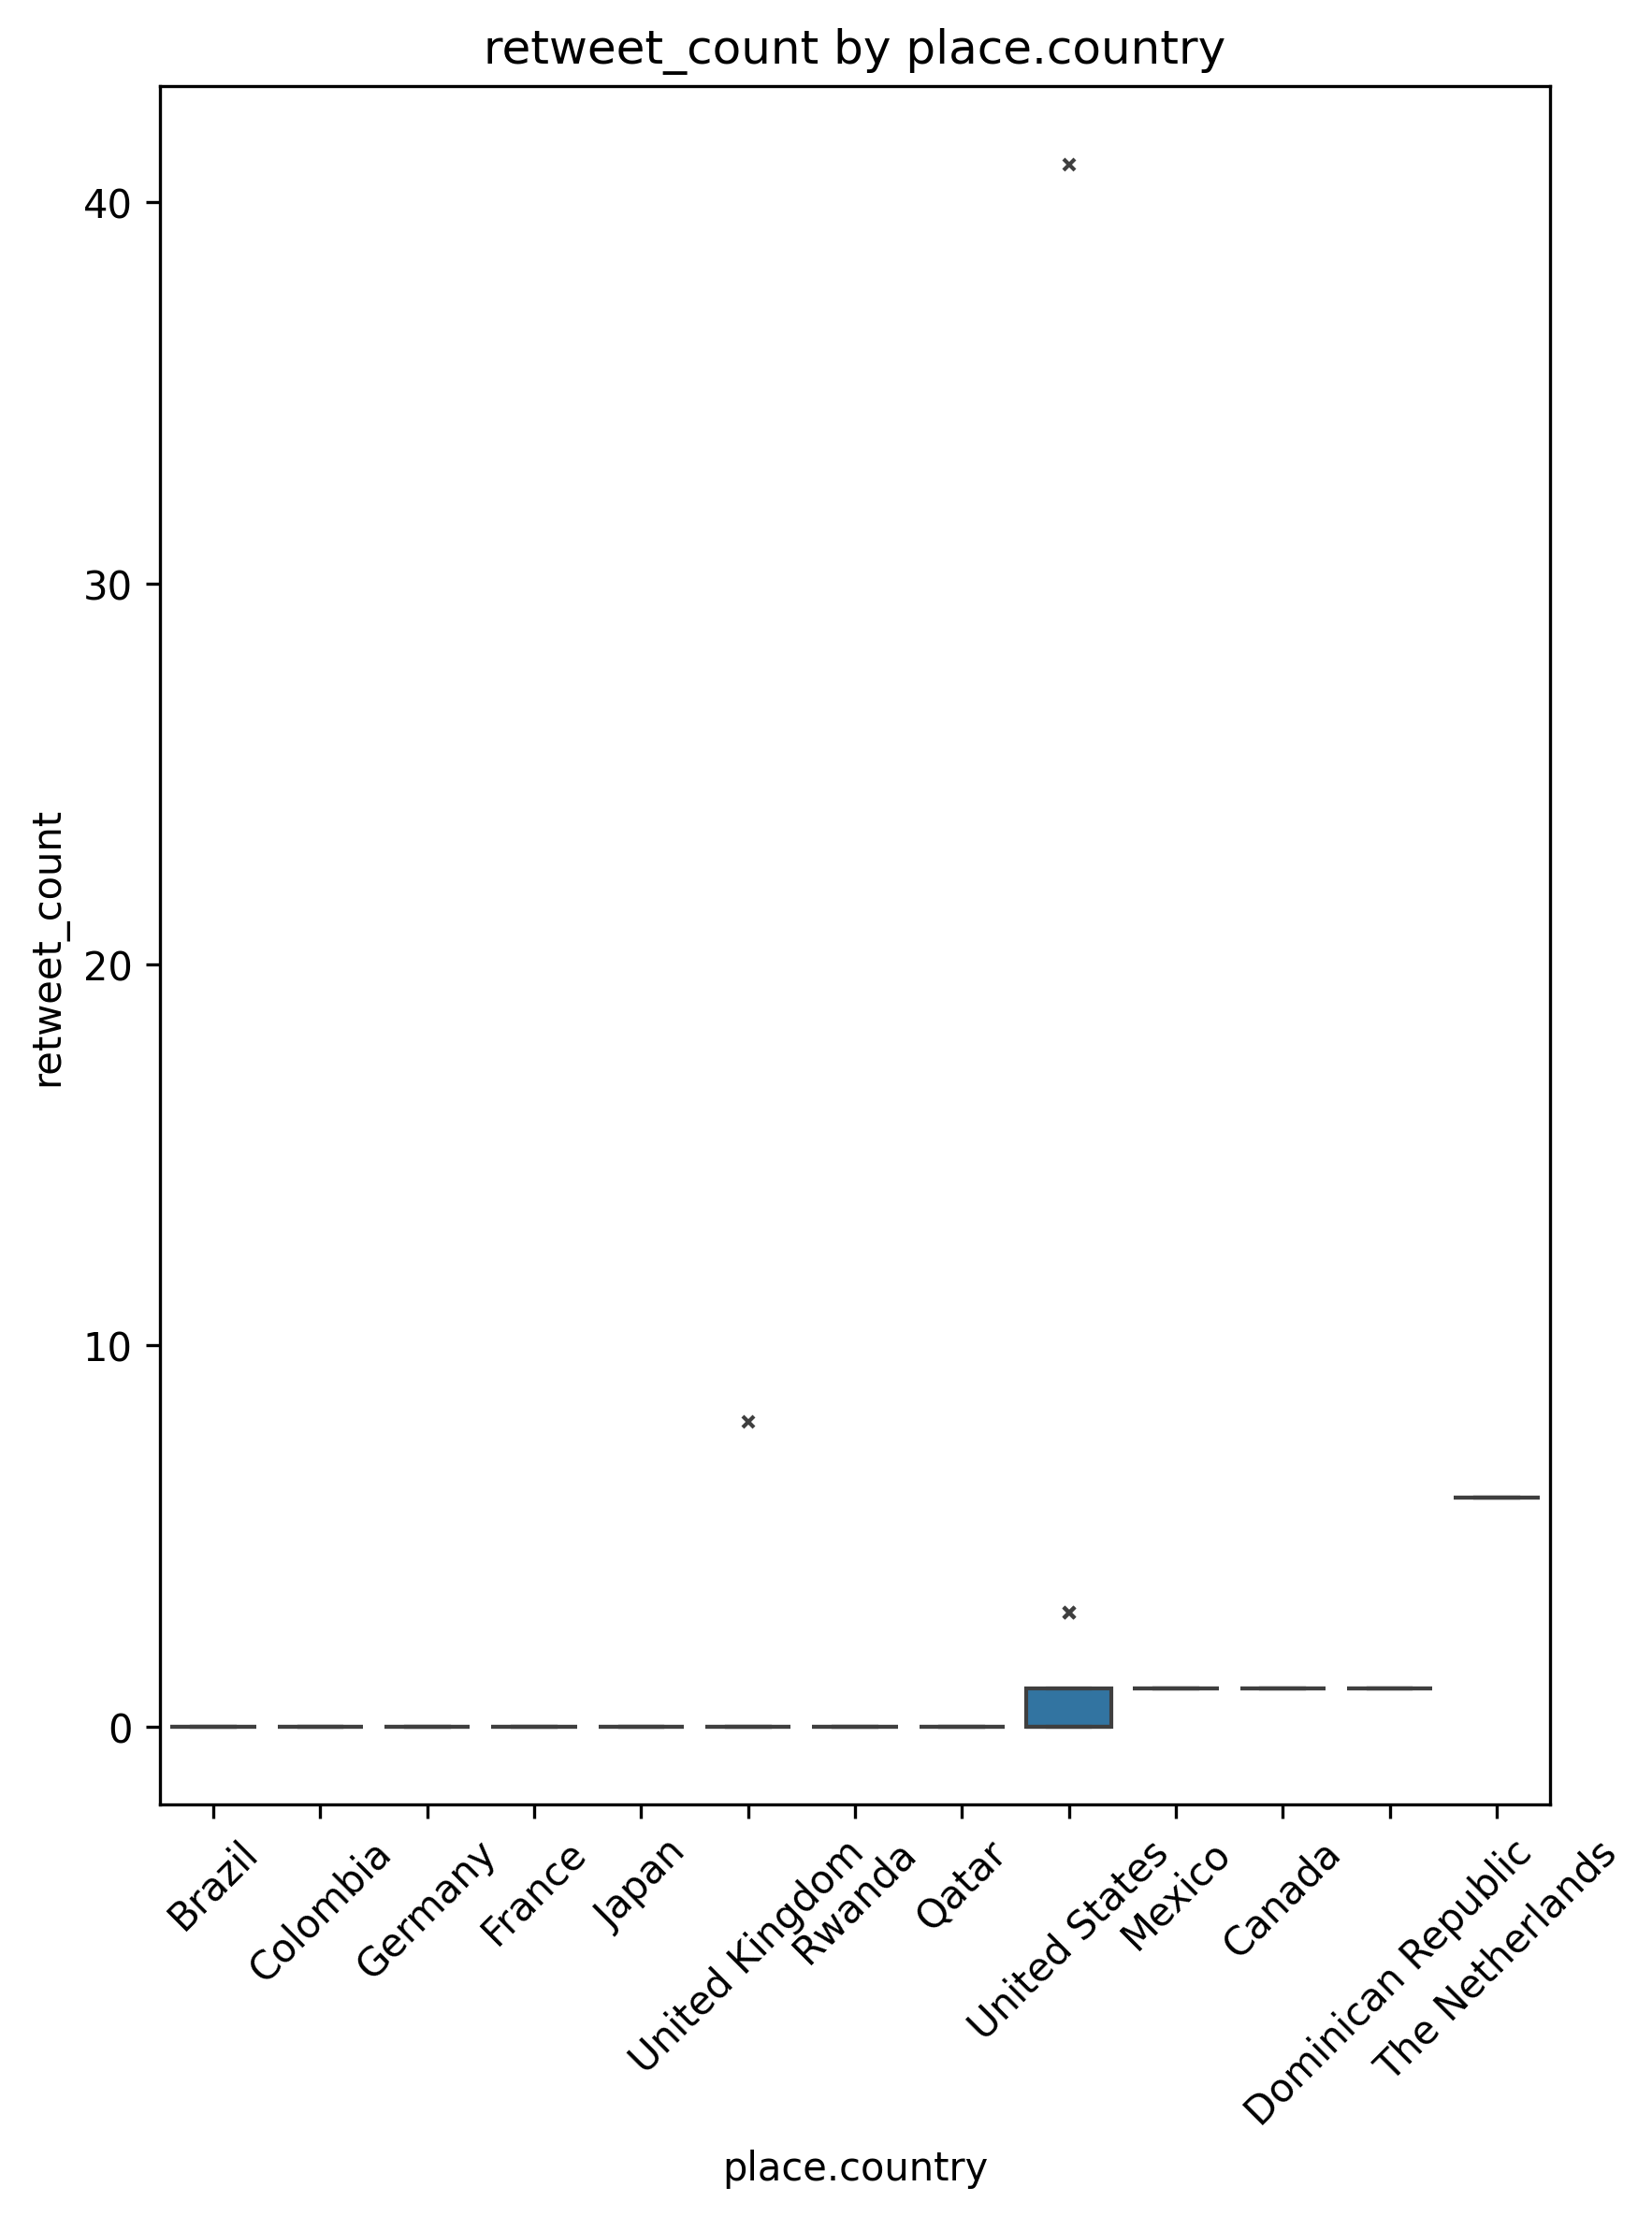 retweet_count by place.country
retweet_count
40
30
20
10
0
Brazil
Colombia
Germany
France
Japan
United Kingdom
Rwanda
Qatar
United States
Mexico
Canada
Dominican Republic
The Netherlands
place.country